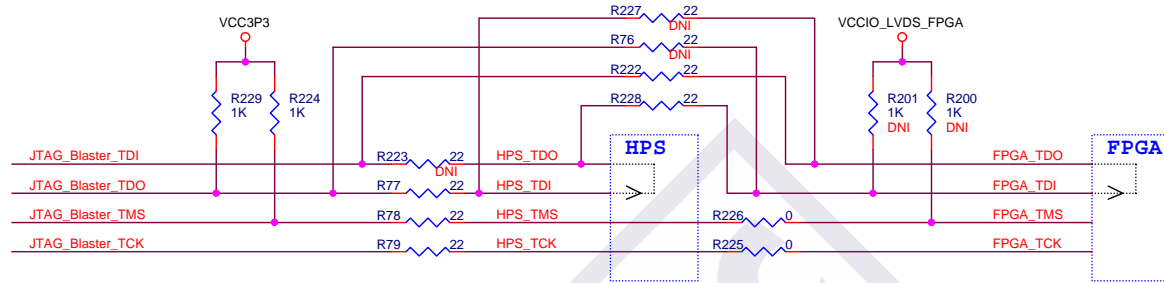 R227 22
DNI
VCC3P3
VCCIO_LVDS_FPGA
R76 22
DNI
R222 22
R229
1K
R224
1K
R228 22
R201
1K
DNI
R200
1K
DNI
HPS
FPGA
JTAG_Blaster_TDI R223 22 HPS_TDO FPGA_TDO
DNI
JTAG_Blaster_TDO R77 22 HPS_TDI FPGA_TDI
JTAG_Blaster_TMS R78 22 HPS_TMS R226 0 FPGA_TMS
JTAG_Blaster_TCK R79 22 HPS_TCK R225 0 FPGA_TCK